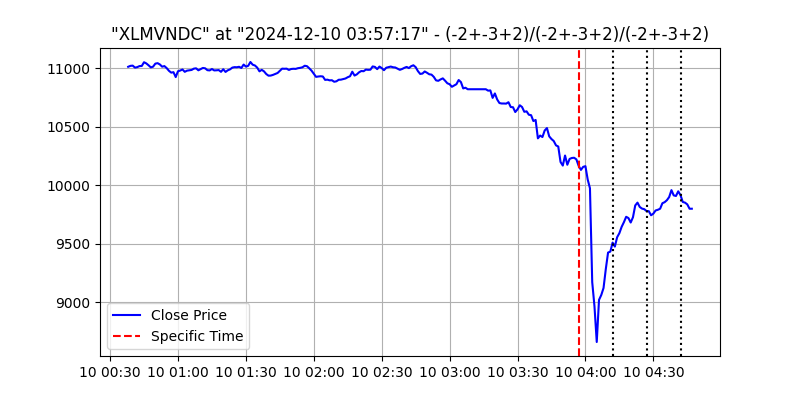 "XLMVNDC" at "2024-12-10 03:57:17" - (-2+-3+2)/(-2+-3+2)/(-2+-3+2)
11000
10500
10000
9500
9000
Close Price
Specific Time
10 00:30 10 01:00 10 01:30 10 02:00 10 02:30 10 03:00 10 03:30 10 04:00 10 04:30